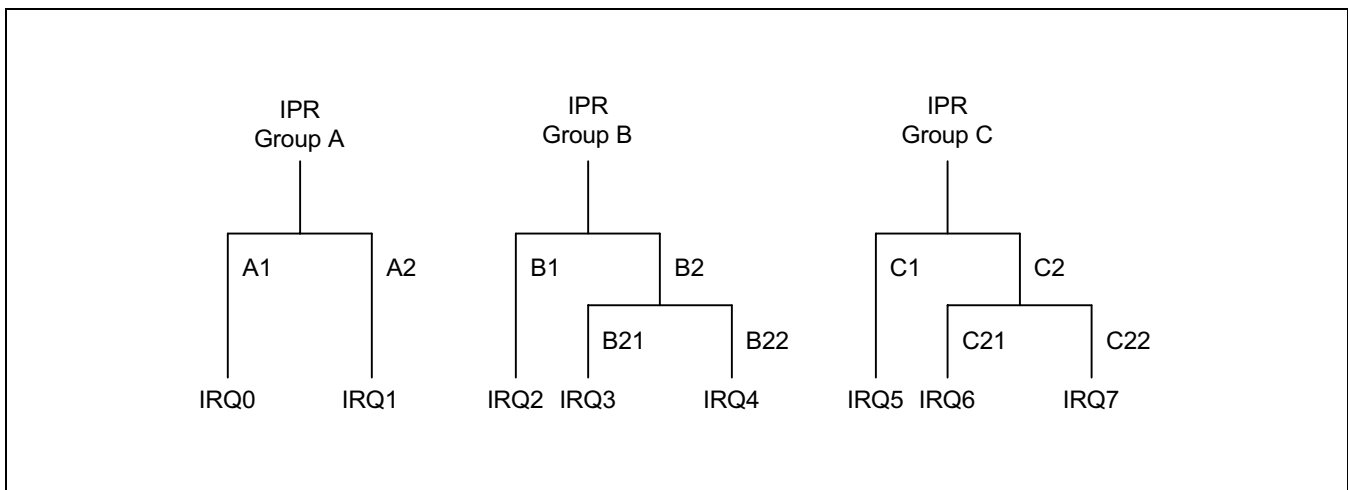 IPR
Group A
IPR
Group B
IPR
Group C
A1
A2
B1
B2
C1
C2
B21
B22
C21
C22
IRQ0
IRQ1
IRQ2
IRQ3
IRQ4
IRQ5
IRQ6
IRQ7